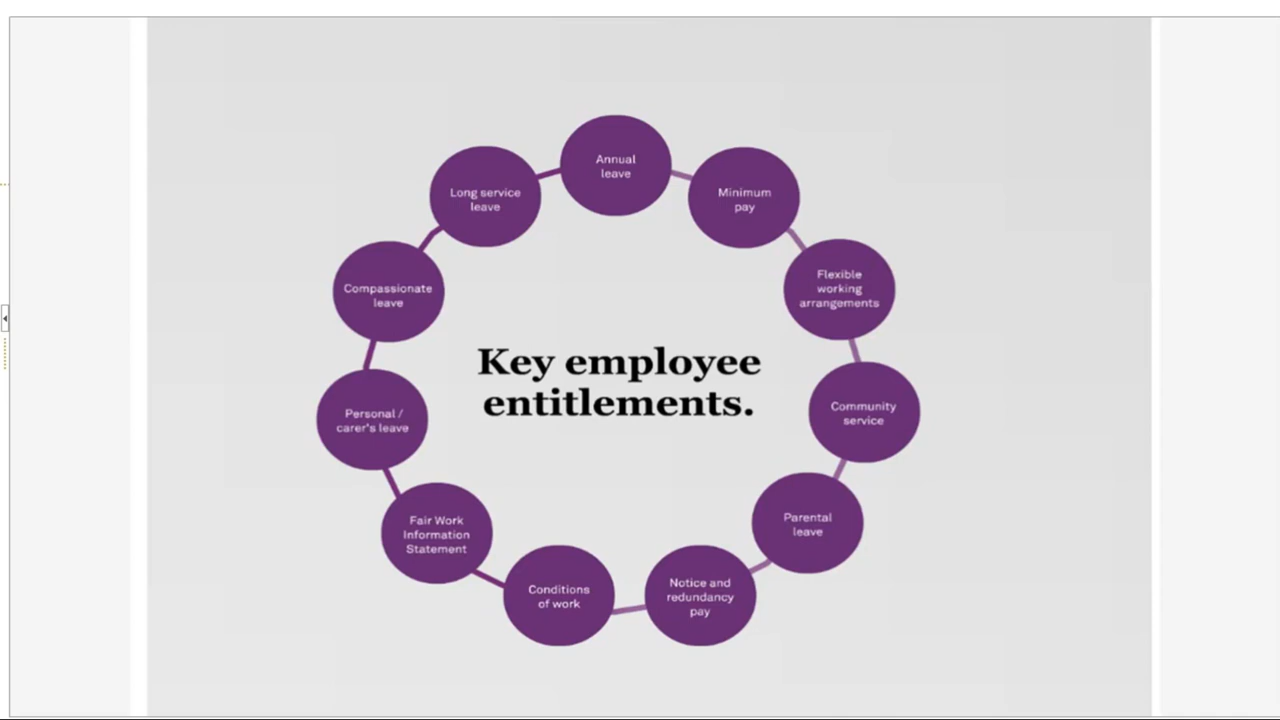 Annual
leave
Minimum
pay
Flexible
working
arrangements
Community
service
Parental
leave
Notice and
redundancy
pay
Conditions
of work
Fair Work
Information
Statement
Personal /
carer's leave
Compassionate
leave
Long service
leave
Key employee
entitlements.